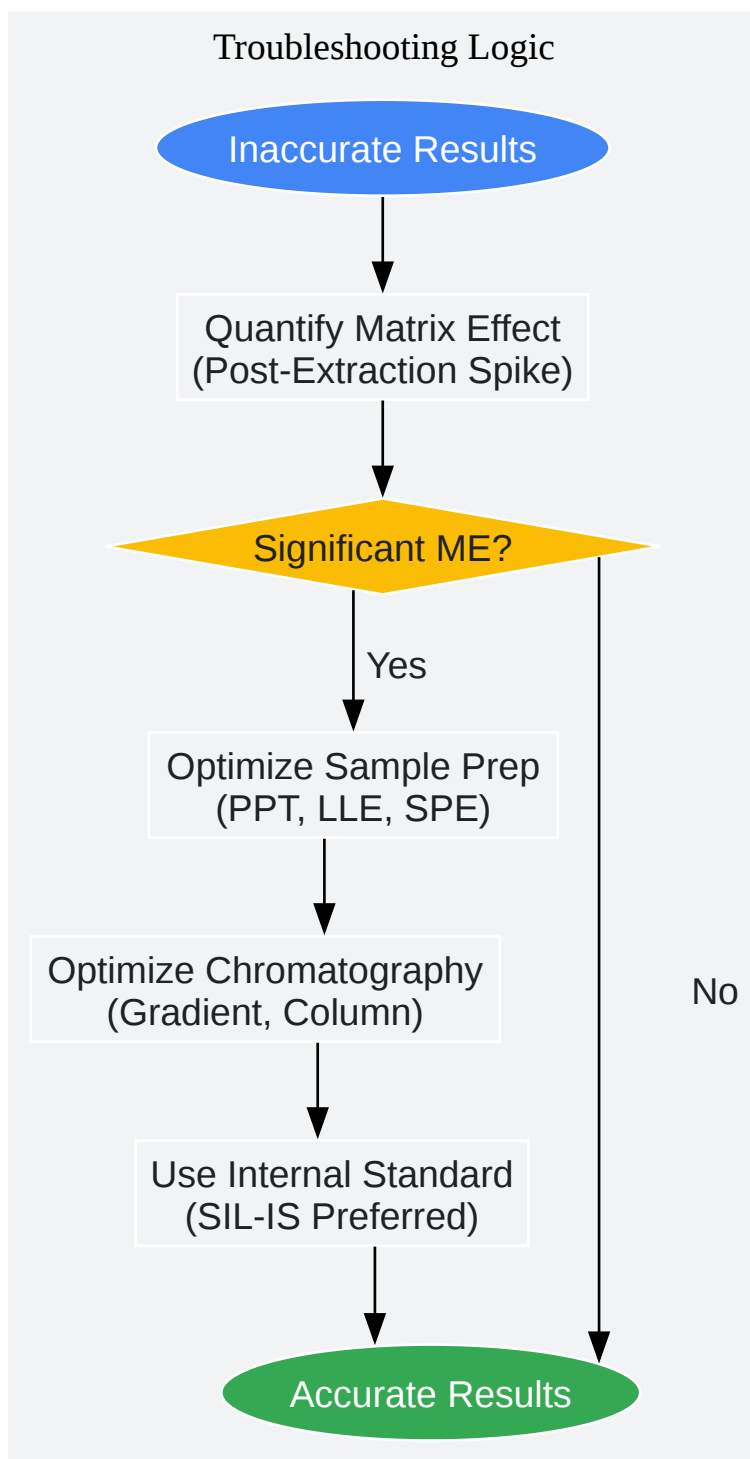 Troubleshooting Logic
Inaccurate Results
Quantify Matrix Effect
(Post-Extraction Spike)
Significant ME?
Yes
Optimize Sample Prep
(PPT, LLE, SPE)
Optimize Chromatography
(Gradient, Column)
No
Use Internal Standard
(SIL-IS Preferred)
Accurate Results